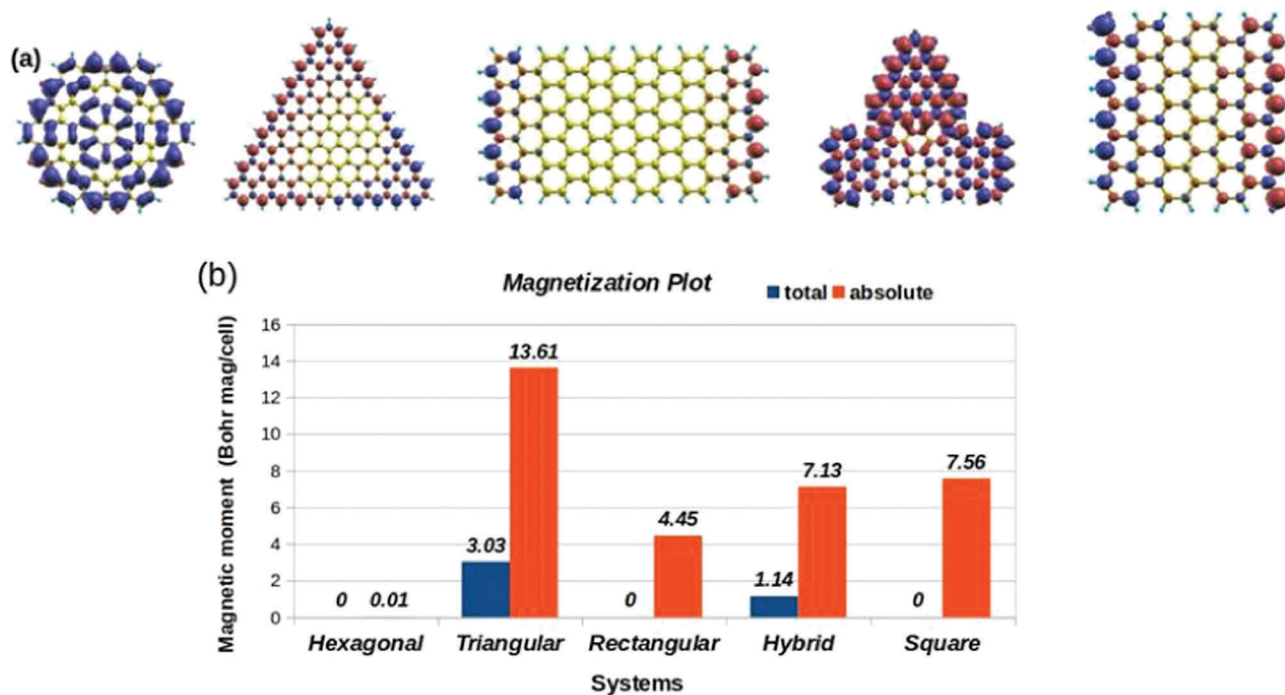 (a)
(b)
Magnetization Plot
total absolute
Magnetic moment (Bohr mag/cell)
16
14
12
10
8
6
4
2
0
0 0.01
3.03 13.61
0 4.45
1.14 7.13
0 7.56
Hexagonal Triangular Rectangular Hybrid Square
Systems